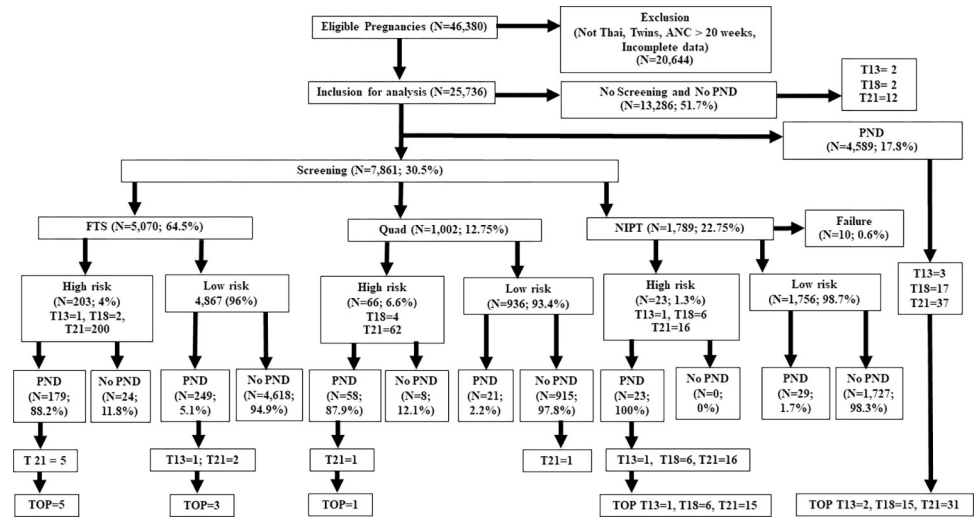 Eligible Pregnancies (N=46,380)
Exclusion
(Not Thai, Twins, ANC > 20 weeks,
Incomplete data)
(N=20,644)
Inclusion for analysis (N=25,736)
No Screening and No PND
(N=13,286; 51.7%)
T13= 2
T18= 2
T21=12
PND
(N=4,589; 17.8%)
Screening (N=7,861; 30.5%)
FTS
(N=5,070; 64.5%)
Quad
(N=1,002; 12.75%)
NIPT
(N=1,789; 22.75%)
Failure
(N=10; 0.6%)
High risk
(N=203; 4%)
T13=1, T18=2,
T21=200
Low risk
4,867 (96%)
High risk
(N=66; 6.6%)
T18=4
T21=62
Low risk
(N=936; 93.4%)
High risk
(N=23; 1.3%)
T13=1, T18=6
T21=16
Low risk
(N=1,756; 98.7%)
T13=3
T18=17
T21=37
PND
(N=179;
88.2%)
No PND
(N=24;
11.8%)
PND
(N=249;
5.1%)
No PND
(N=4,618;
94.9%)
PND
(N=58;
87.9%)
No PND
(N=8;
12.1%)
PND
(N=21;
2.2%)
No PND
(N=915;
97.8%)
PND
(N=23;
100%)
No PND
(N=0;
0%)
PND
(N=29;
1.7%)
No PND
(N=1,727;
98.3%)
T 21 = 5
T13=1; T21=2
T21=1
T21=1
T13=1, T18=6, T21=16
TOP=5
TOP=3
TOP=1
TOP T13=1, T18=6, T21=15
TOP T13=2, T18=15, T21=31